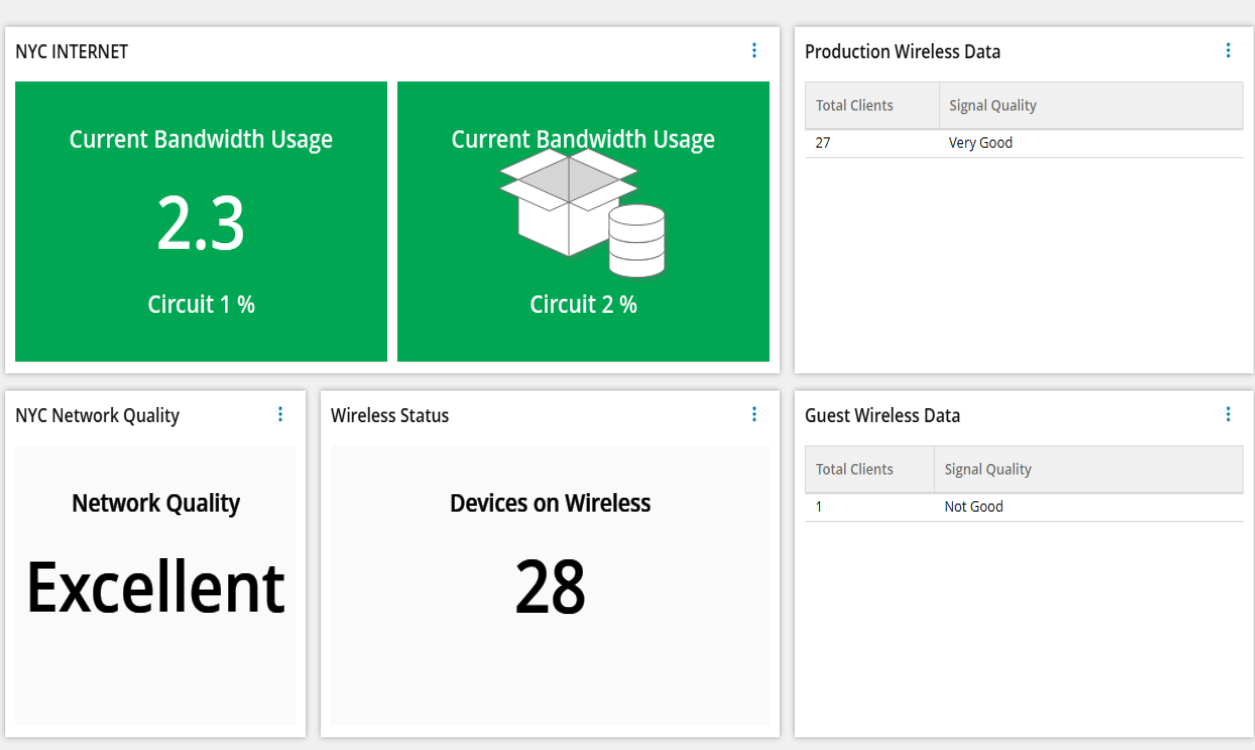 NYC INTERNET
Current Bandwidth Usage
2.3
Circuit 1 %
Current Bandwidth Usage
Circuit 2 %
Production Wireless Data
Total Clients Signal Quality
27 Very Good
NYC Network Quality
Network Quality
Excellent
Wireless Status
Devices on Wireless
28
Guest Wireless Data
Total Clients Signal Quality
1 Not Good